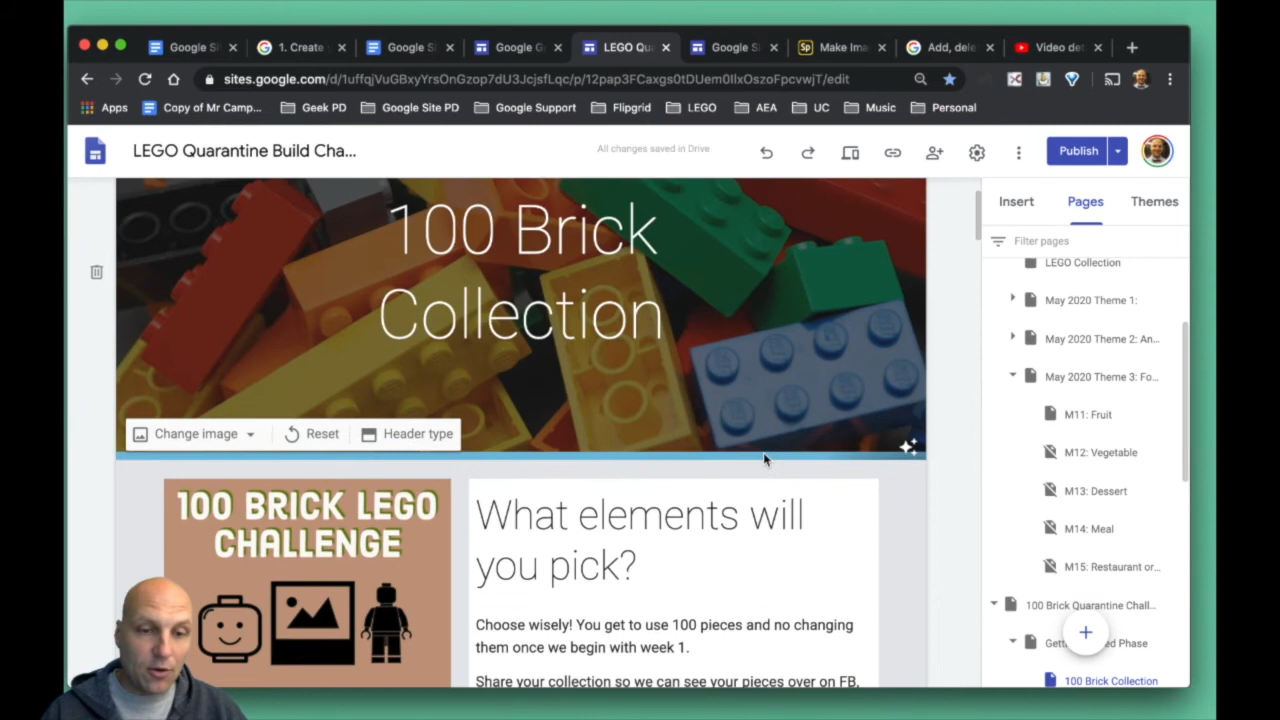 Google Si
1. Create
Google Si
Google G
LEGO Qu
Google Si
Sp
Make Ima
Add, dele
Video de
sites.google.com/d/1uffqjVuGBxyYrsOnGzop7dU3JcjsfLqc/p/12pap3FCaxgs0tDUem0IlxOszoFpcvwjT/edit
Apps
Copy of Mr Camp...
Geek PD
Google Site PD
Google Support
Flipgrid
LEGO
AEA
UC
Music
Personal
LEGO Quarantine Build Cha...
All changes saved in Drive
Publish
Insert
Pages
Themes
Filter pages
100 Brick
Collection
Change image
Reset
Header type
100 BRICK LEGO
CHALLENGE
What elements will
you pick?
Choose wisely! You get to use 100 pieces and no changing
them once we begin with week 1.
Share your collection so we can see your pieces over on FB,
LEGO Collection
May 2020 Theme 1:
May 2020 Theme 2: An...
May 2020 Theme 3: Fo...
M11: Fruit
M12: Vegetable
M13: Dessert
M14: Meal
M15: Restaurant or...
100 Brick Quarantine Chall...
Gett
d Phase
100 Brick Collection